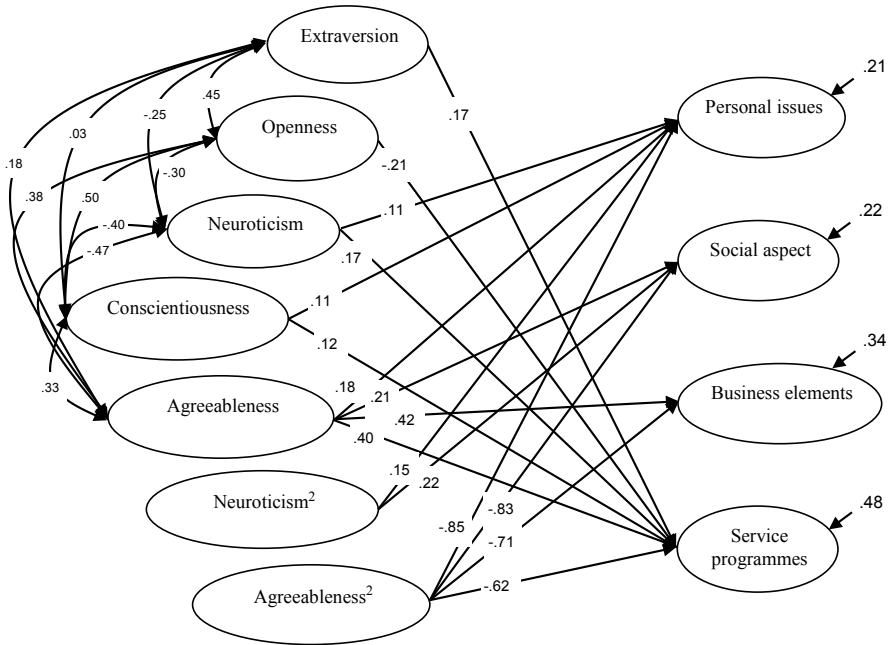 Extraversion
Openness
Neuroticism
Conscientiousness
Agreeableness
Neuroticism²
Agreeableness²
Personal issues
Social aspect
Business elements
Service
programmes
.21
.22
.34
.48
.45
-.25
.03
.18
.38
-.30
.50
-.40
-.47
.33
.17
-.21
.11
.17
.11
.12
.18
.21
.42
.40
.15
.22
-.85
-.83
-.71
-.62